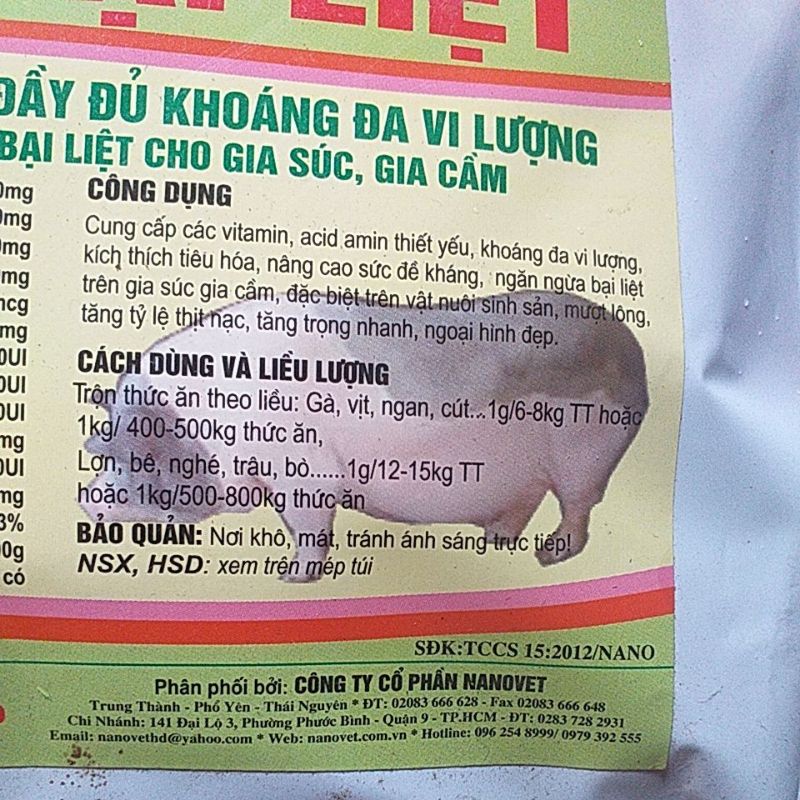 LIỆT
ĐẦY ĐỦ KHOÁNG ĐA VI LƯỢNG
BẠI LIỆT CHO GIA SÚC, GIA CẦM
0mg
0mg
mg
mg
mcg
mg
0UI
0UI
0UI
mg
0UI
mg
3%
00g
có
CÔNG DỤNG
Cung cấp các vitamin, acid amin thiết yếu, khoáng đa vi lượng,
kích thích tiêu hóa, nâng cao sức đề kháng, ngăn ngừa bại liệt
trên gia súc gia cầm, đặc biệt trên vật nuôi sinh sản, mượt lông,
tăng tỷ lệ thịt nạc, tăng trọng nhanh, ngoại hình đẹp.
CÁCH DÙNG VÀ LIỀU LƯỢNG
Trộn thức ăn theo liều: Gà, vịt, ngan, cút...1g/6-8kg TT hoặc
1kg/ 400-500kg thức ăn,
Lợn, bê, nghé, trâu, bò......1g/12-15kg TT
hoặc 1kg/500-800kg thức ăn
BẢO QUẢN: Nơi khô, mát, tránh ánh sáng trực tiếp!
NSX, HSD: xem trên mép túi
SĐK:TCCS 15:2012/NANO
Phân phối bởi: CÔNG TY CỔ PHẦN NANOVET
Trung Thành - Phổ Yên - Thái Nguyên * ĐT: 02083 666 628 - Fax 02083 666 648
Chi Nhánh: 141 Đại Lộ 3, Phường Phước Bình - Quận 9 - TP.HCM - ĐT: 0283 728 2931
Email: nanovethd@yahoo.com * Web: nanovet.com.vn * Hotline: 096 254 8999/ 0979 392 555